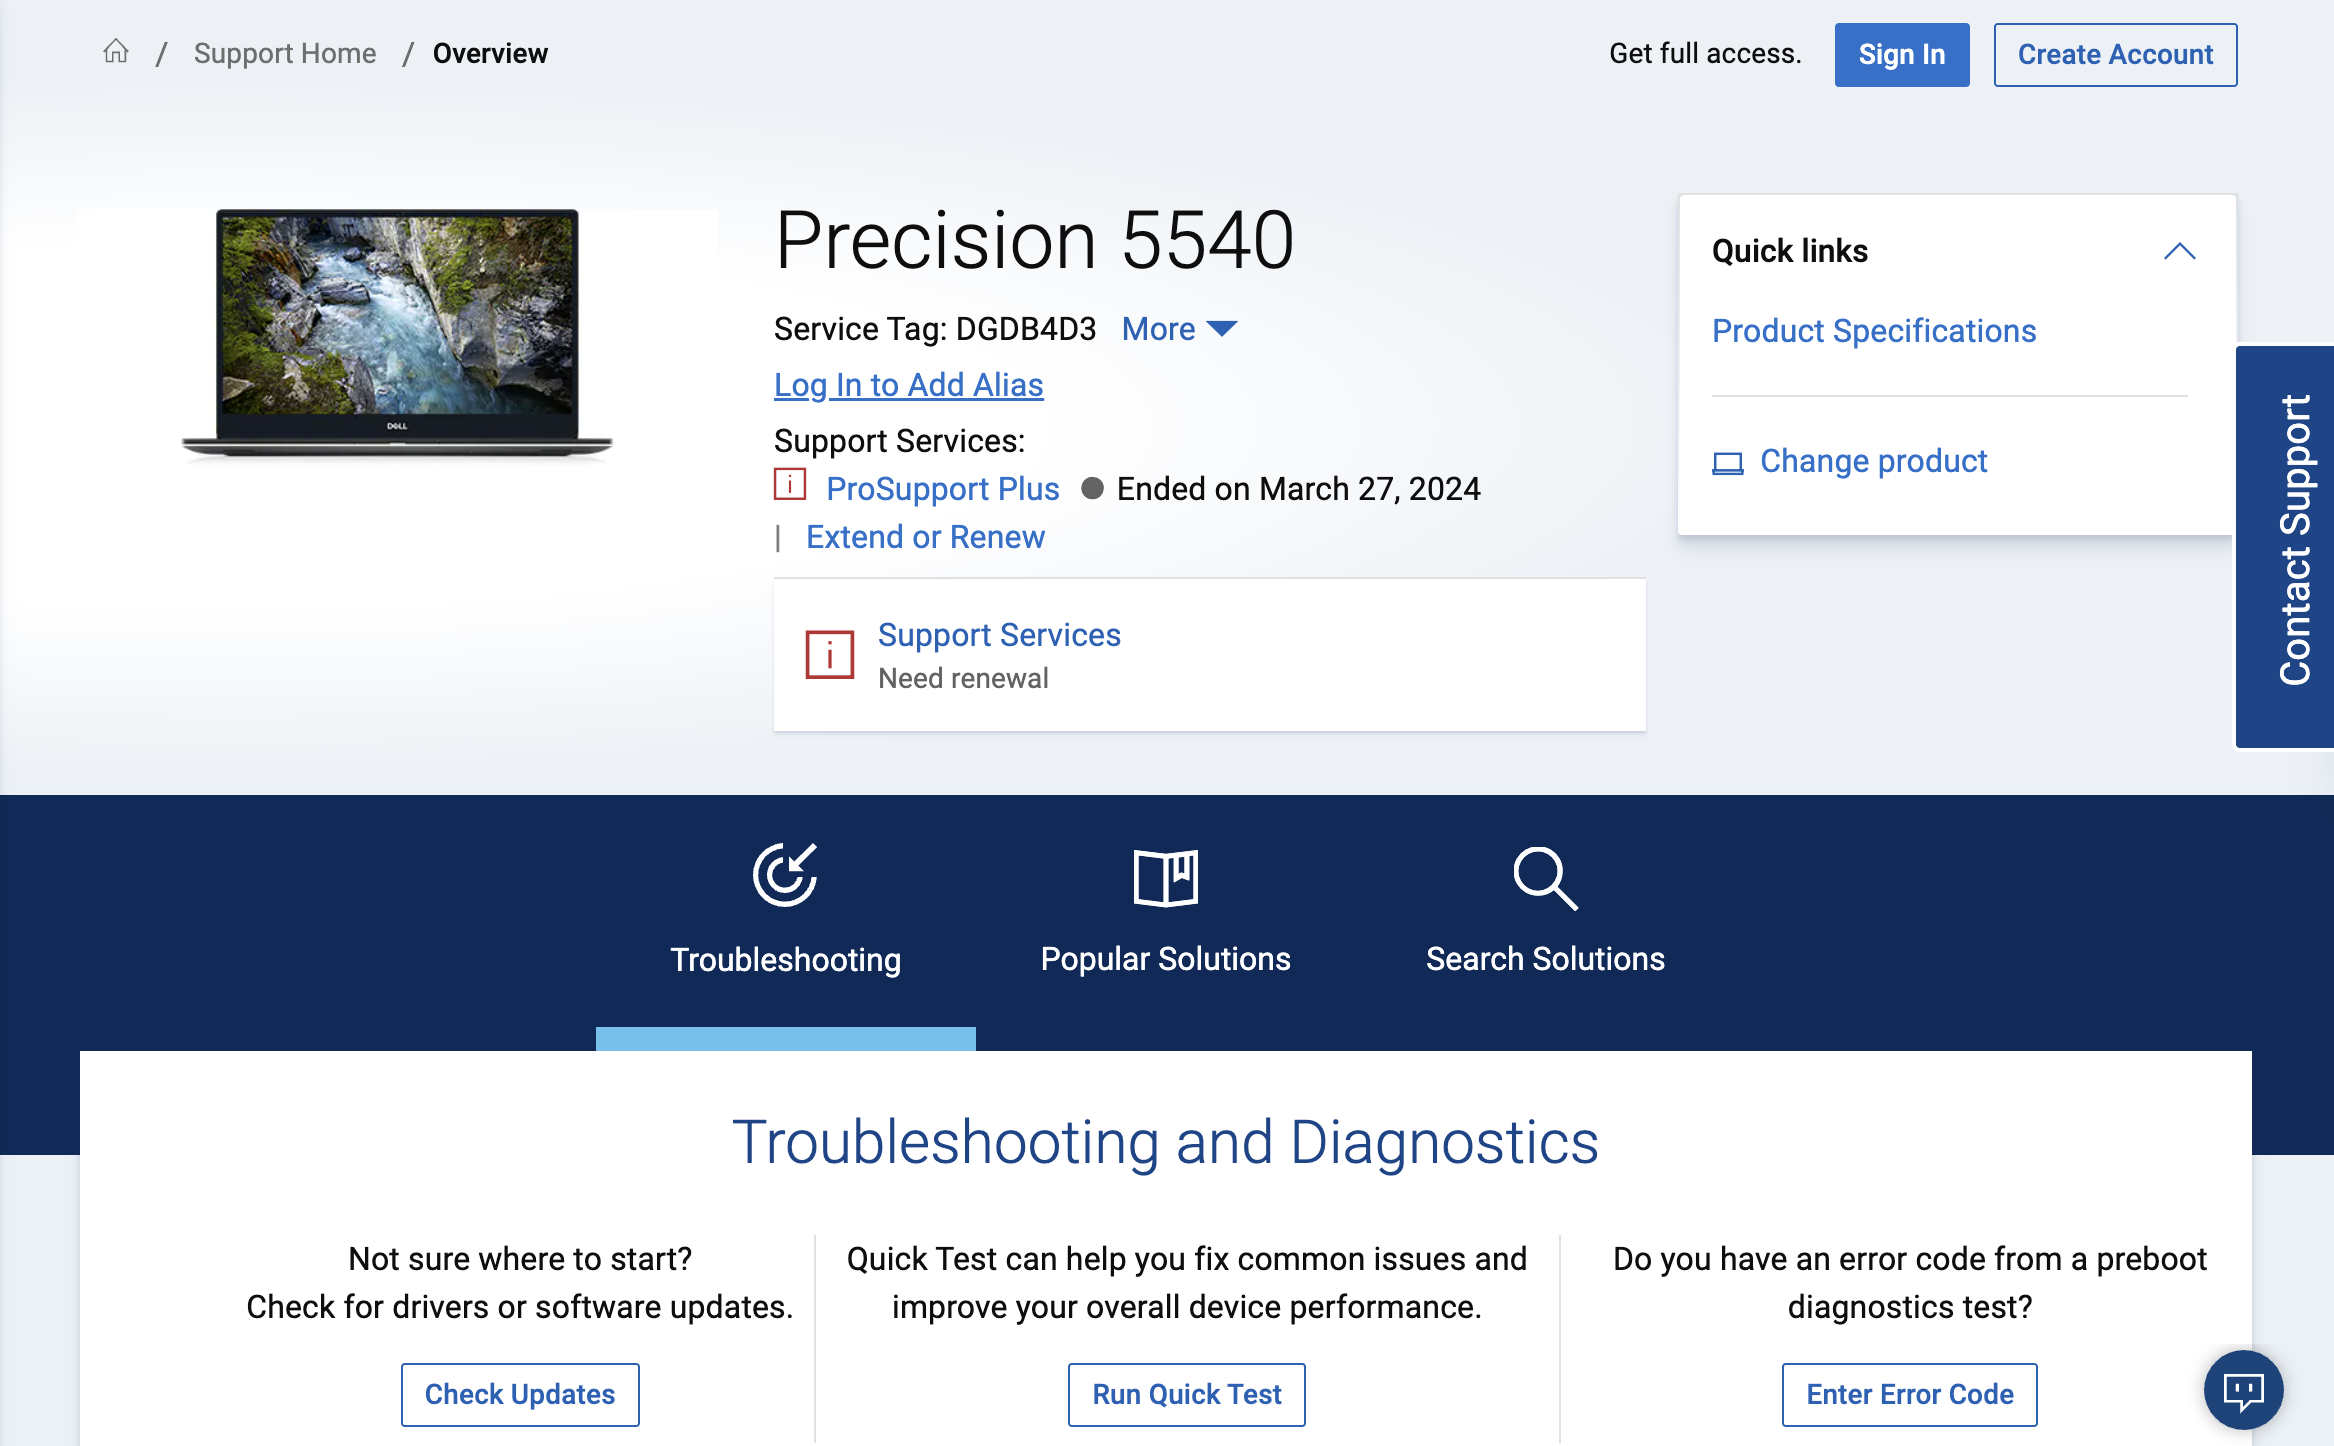 / Support Home / Overview
Get full access. Sign In Create Account
DELL
Precision 5540
Service Tag: DGDB4D3 More
Log In to Add Alias
Support Services:
ProSupport Plus Ended on March 27, 2024
| Extend or Renew
Support Services
Need renewal
Quick links
Product Specifications
Change product
Contact Support
Troubleshooting
Popular Solutions
Search Solutions
Troubleshooting and Diagnostics
Not sure where to start?
Check for drivers or software updates.
Check Updates
Quick Test can help you fix common issues and
improve your overall device performance.
Run Quick Test
Do you have an error code from a preboot
diagnostics test?
Enter Error Code